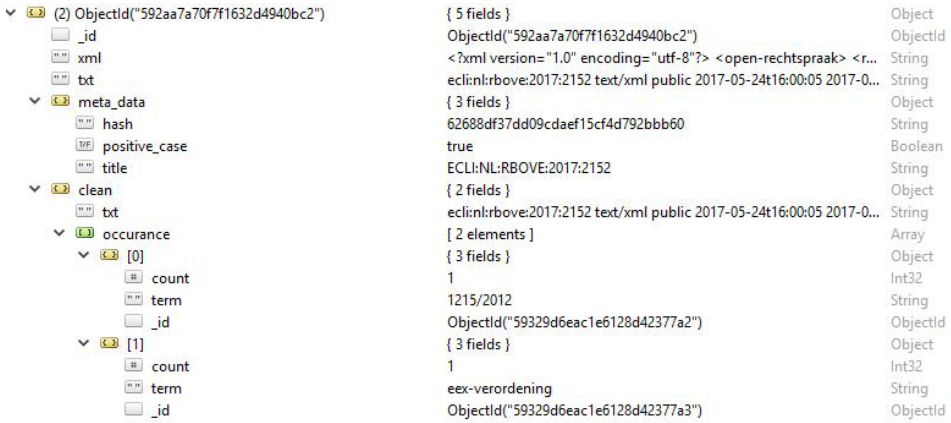 (2) ObjectId("592aa7a70f7f1632d4940bc2") { 5 fields } Object
_id ObjectId("592aa7a70f7f1632d4940bc2") ObjectId
"" xml <?xml version="1.0" encoding="utf-8"?> <open-rechtspraak> <r... String
"" txt ecli:nl:rbove:2017:2152 text/xml public 2017-05-24t16:00:05 2017-0... String
meta_data { 3 fields } Object
"" hash 62688df37dd09cdaef15cf4d792bbb60 String
T/F positive_case true Boolean
"" title ECLI:NL:RBOVE:2017:2152 String
clean { 2 fields } Object
"" txt ecli:nl:rbove:2017:2152 text/xml public 2017-05-24t16:00:05 2017-0... String
occurance [ 2 elements ] Array
[0] { 3 fields } Object
# count 1 Int32
"" term 1215/2012 String
_id ObjectId("59329d6eac1e6128d42377a2") ObjectId
[1] { 3 fields } Object
# count 1 Int32
"" term eex-verordening String
_id ObjectId("59329d6eac1e6128d42377a3") ObjectId